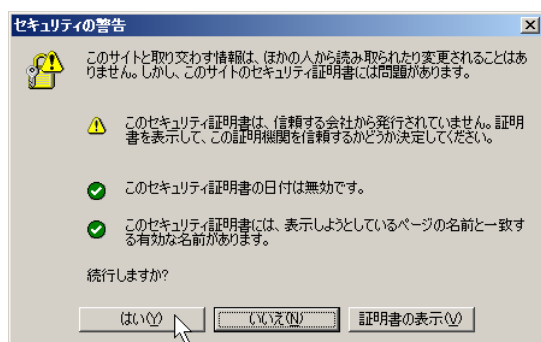 セキュリティの警告
このサイトと取り交わす情報は、ほかの人から読み取られたり変更されることはあ
りません。しかし、このサイトのセキュリティ証明書には問題があります。
このセキュリティ証明書は、信頼する会社から発行されていません。証明
書を表示して、この証明機関を信頼するかどうか決定してください。
このセキュリティ証明書の日付は無効です。
このセキュリティ証明書には、表示しようとしているページの名前と一致す
る有効な名前があります。
続行しますか?
はい(Y) いいえ(N) 証明書の表示(V)